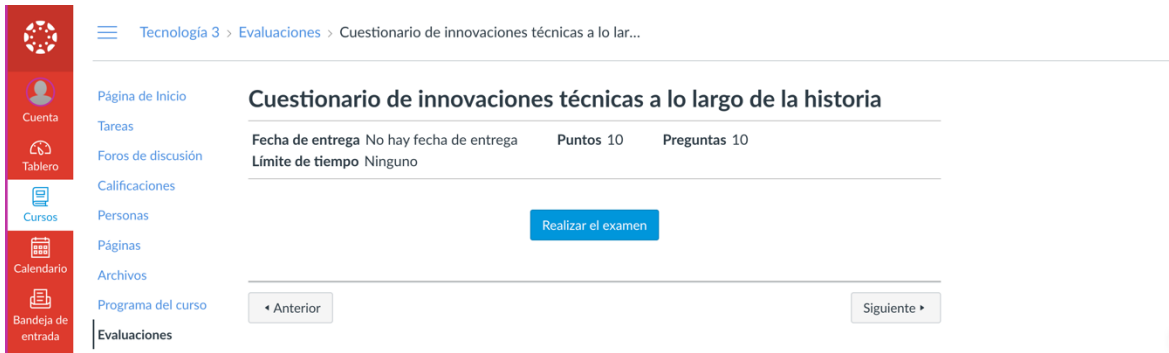 Tecnología 3 > Evaluaciones > Cuestionario de innovaciones técnicas a lo lar...
Cuenta
Tablero
Cursos
Calendario
Bandeja de
entrada
Página de Inicio
Tareas
Foros de discusión
Calificaciones
Personas
Páginas
Archivos
Programa del curso
Evaluaciones
Cuestionario de innovaciones técnicas a lo largo de la historia
Fecha de entrega No hay fecha de entrega Puntos 10 Preguntas 10
Límite de tiempo Ninguno
Realizar el examen
Anterior
Siguiente